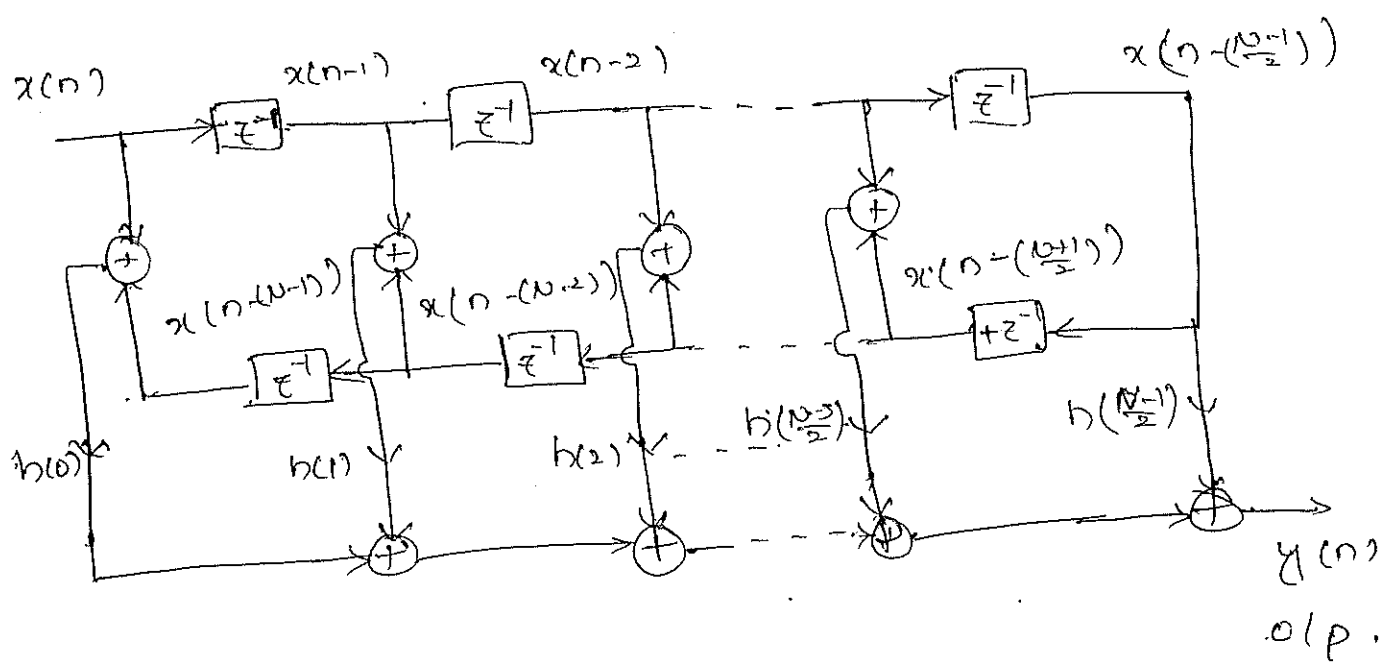 x(n)
x(n-1)
x(n-2)
x(n-(N-1/2))
z⁻¹
z⁻¹
z⁻¹
+
+
+
+
x(n-(N-1))
x(n-(N-2))
x(n-(N+1/2))
z⁻¹
z⁻¹
+z⁻¹
h(0)
h(1)
h(2)
h(N-3/2)
h(N-1/2)
+
+
+
+
y(n)
o/p.